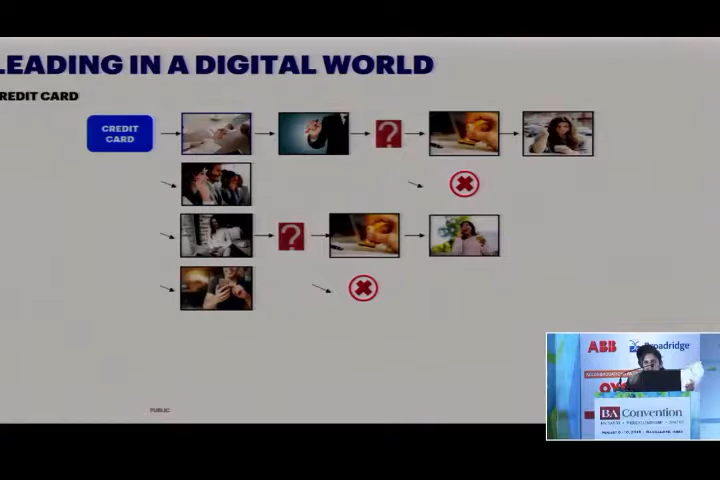 LEADING IN A DIGITAL WORLD
REDIT CARD
CREDIT
CARD
?
?
PUBLIC
ABB
Broadridge
BA Convention